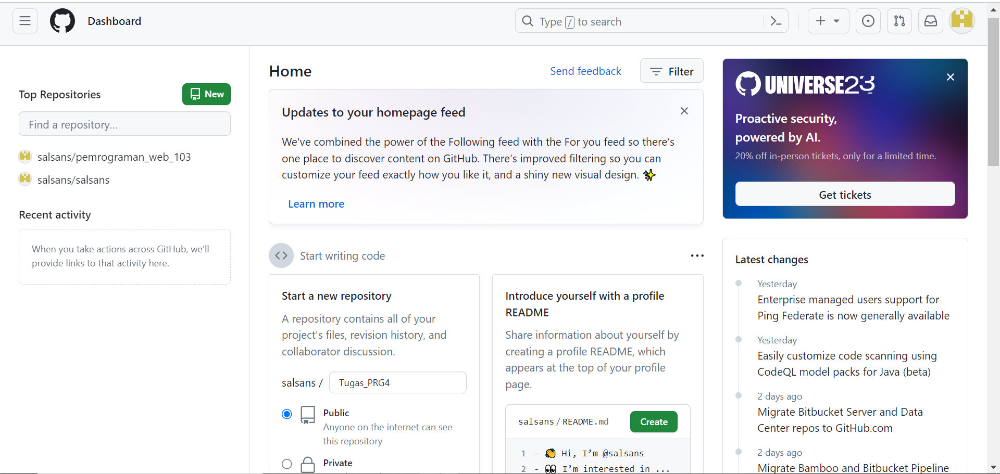 Dashboard
Type / to search
Top Repositories
New
Find a repository...
salsans/pemrograman_web_103
salsans/salsans
Recent activity
When you take actions across GitHub, we’ll
provide links to that activity here.
Home
Send feedback
Filter
Updates to your homepage feed
We've combined the power of the Following feed with the For you feed so there’s
one place to discover content on GitHub. There’s improved filtering so you can
customize your feed exactly how you like it, and a shiny new visual design. ✨
Learn more
Start writing code
Start a new repository
A repository contains all of your
project's files, revision history, and
collaborator discussion.
salsans / Tugas_PRG4
Public
Anyone on the internet can see
this repository
Private
Introduce yourself with a profile
README
Share information about yourself by
creating a profile README, which
appears at the top of your profile
page.
salsans / README.md
Create
1 - 👋 Hi, I’m @salsans
2 - 👀 I’m interested in ...
UNIVERSE23
Proactive security,
powered by AI.
20% off in-person tickets, only for a limited time.
Get tickets
Latest changes
Yesterday
Enterprise managed users support for
Ping Federate is now generally available
Yesterday
Easily customize code scanning using
CodeQL model packs for Java (beta)
2 days ago
Migrate Bitbucket Server and Data
Center repos to GitHub.com
2 days ago
Migrate Bamboo and Bitbucket Pipeline